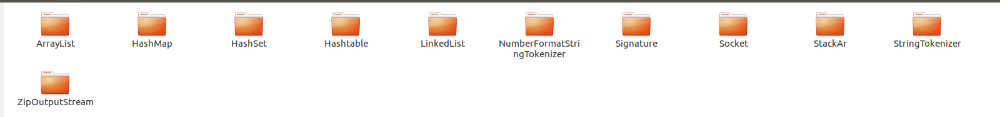 ArrayList
HashMap
HashSet
Hashtable
LinkedList
NumberFormatStri
ngTokenizer
Signature
Socket
StackAr
StringTokenizer
ZipOutputStream